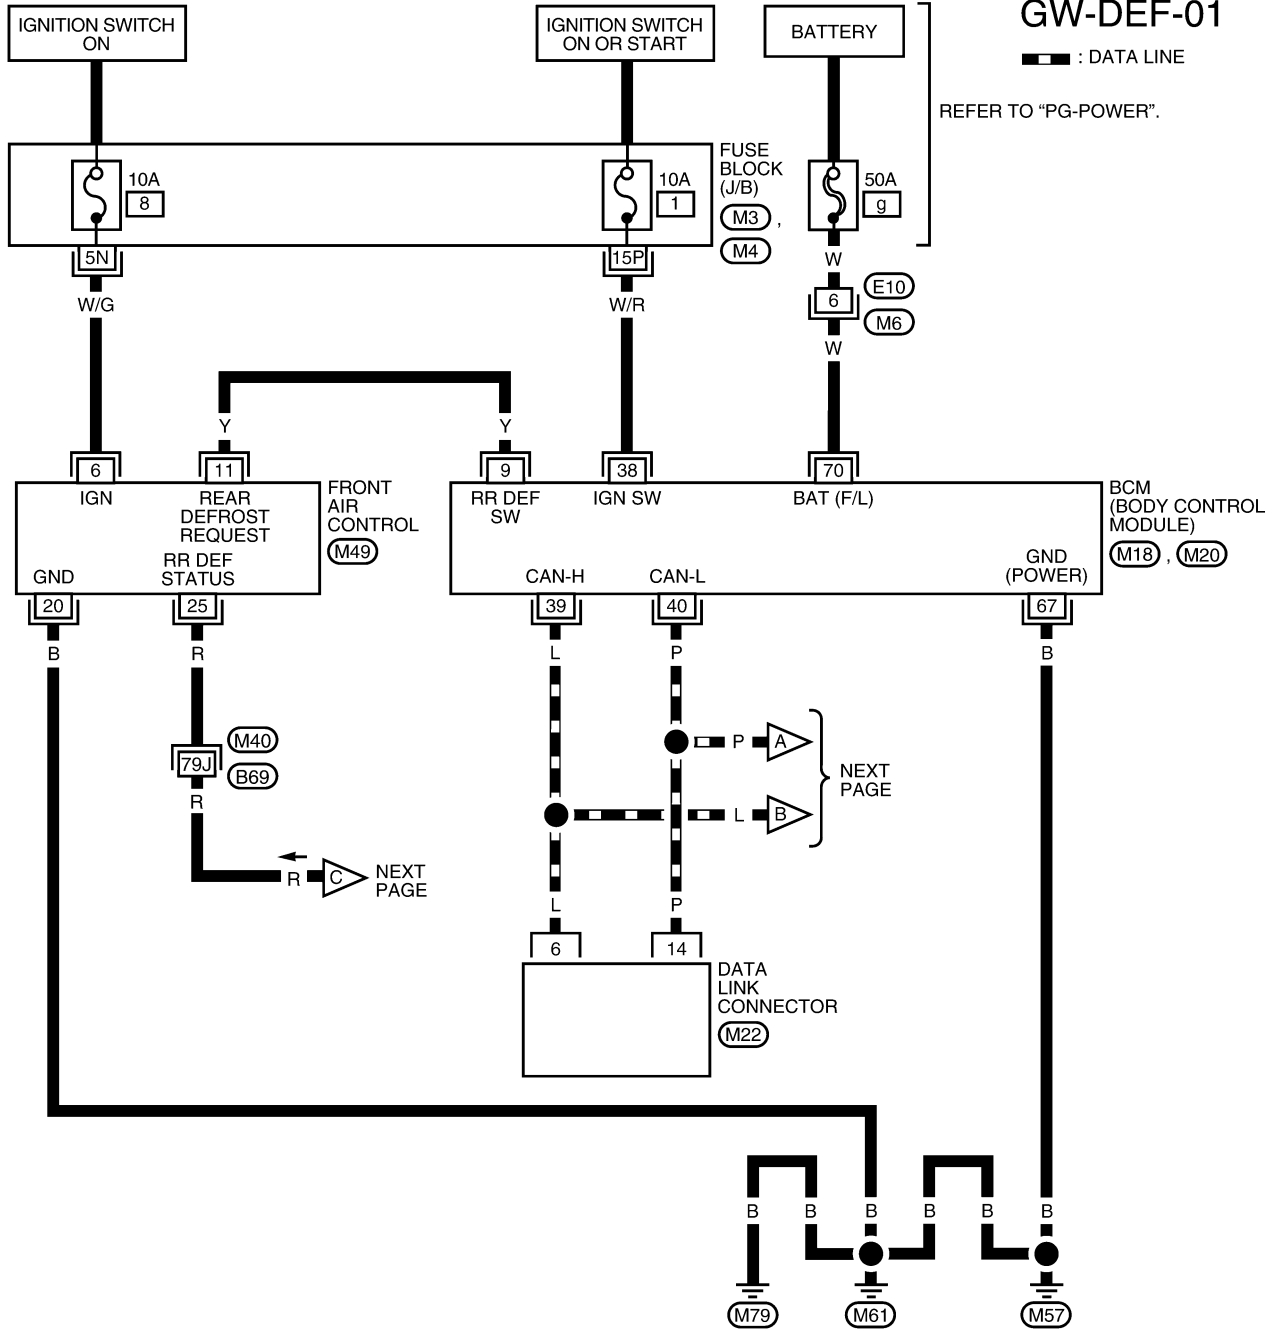 IGNITION SWITCH
ON
IGNITION SWITCH
ON OR START
BATTERY
GW-DEF-01
: DATA LINE
REFER TO “PG-POWER”.
10A
8
10A
1
FUSE
BLOCK
(J/B)
M3 ,
M4
50A
g
5N
15P
W
W/G
W/R
6
E10
M6
W
Y
Y
6
11
9
38
70
IGN
REAR
DEFROST
REQUEST
RR DEF
STATUS
GND
FRONT
AIR
CONTROL
M49
RR DEF
SW
IGN SW
BAT (F/L)
CAN-H
CAN-L
GND
(POWER)
BCM
(BODY CONTROL
MODULE)
M18 , M20
20
25
39
40
67
B
R
L
P
B
79J
M40
B69
R
P
A
L
B
NEXT
PAGE
R
C
NEXT
PAGE
L
P
6
14
DATA
LINK
CONNECTOR
M22
B
B
B
B
B
B
M79
M61
M57